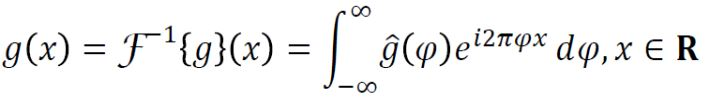 g(x) = ℱ⁻¹{g}(x) = ∫_{-∞}^{∞} ĝ(φ)e^{i2πφx} dφ, x ∈ 𝐑